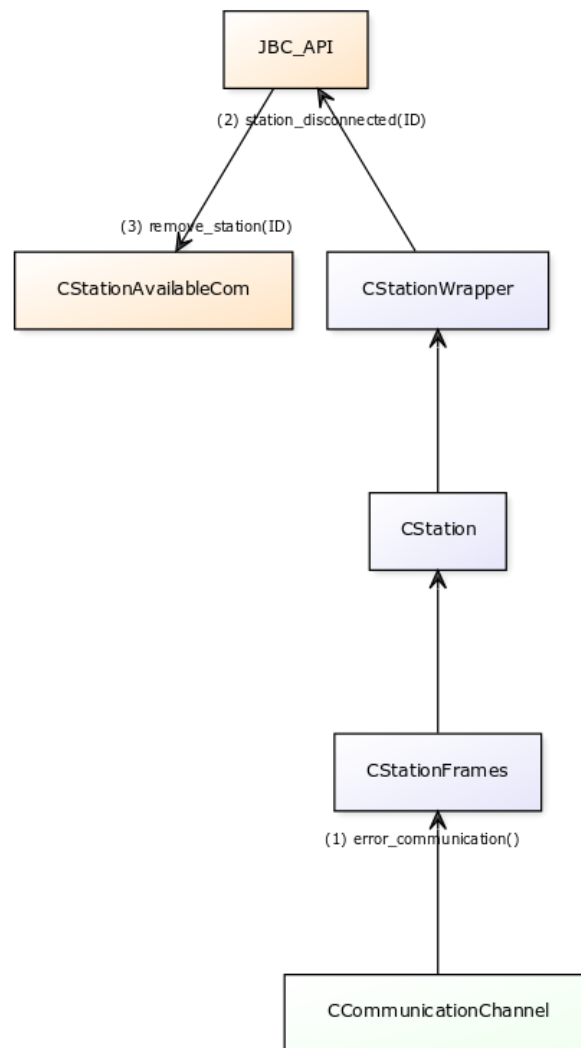 JBC_API
(2) station_disconnected(ID)
(3) remove_station(ID)
CStationAvailableCom
CStationWrapper
CStation
CStationFrames
(1) error_communication()
CCommunicationChannel